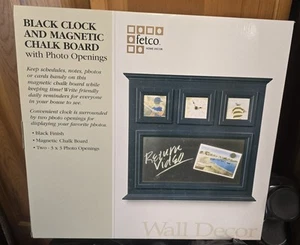 BLACK CLOCK
AND MAGNETIC
CHALK BOARD
with Photo Openings
Keep schedules, notes, photos
or cards handy on this
magnetic chalk board while
keeping time! Write friendly
daily reminders for everyone
in your home to see.
Convenient clock is surrounded
by two photo openings for
displaying your favorite photos.
• Black Finish
• Magnetic Chalk Board
• Two - 3 x 3 Photo Openings
fetco
HOME DECOR
Return
Video
Wall Decor